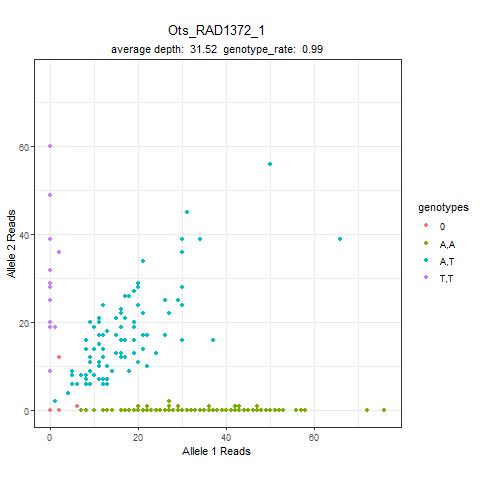 Ots_RAD1372_1
average depth: 31.52 genotype_rate: 0.99
60
40
20
0
Allele 2 Reads
0
20
40
60
Allele 1 Reads
genotypes
0
A,A
A,T
T,T